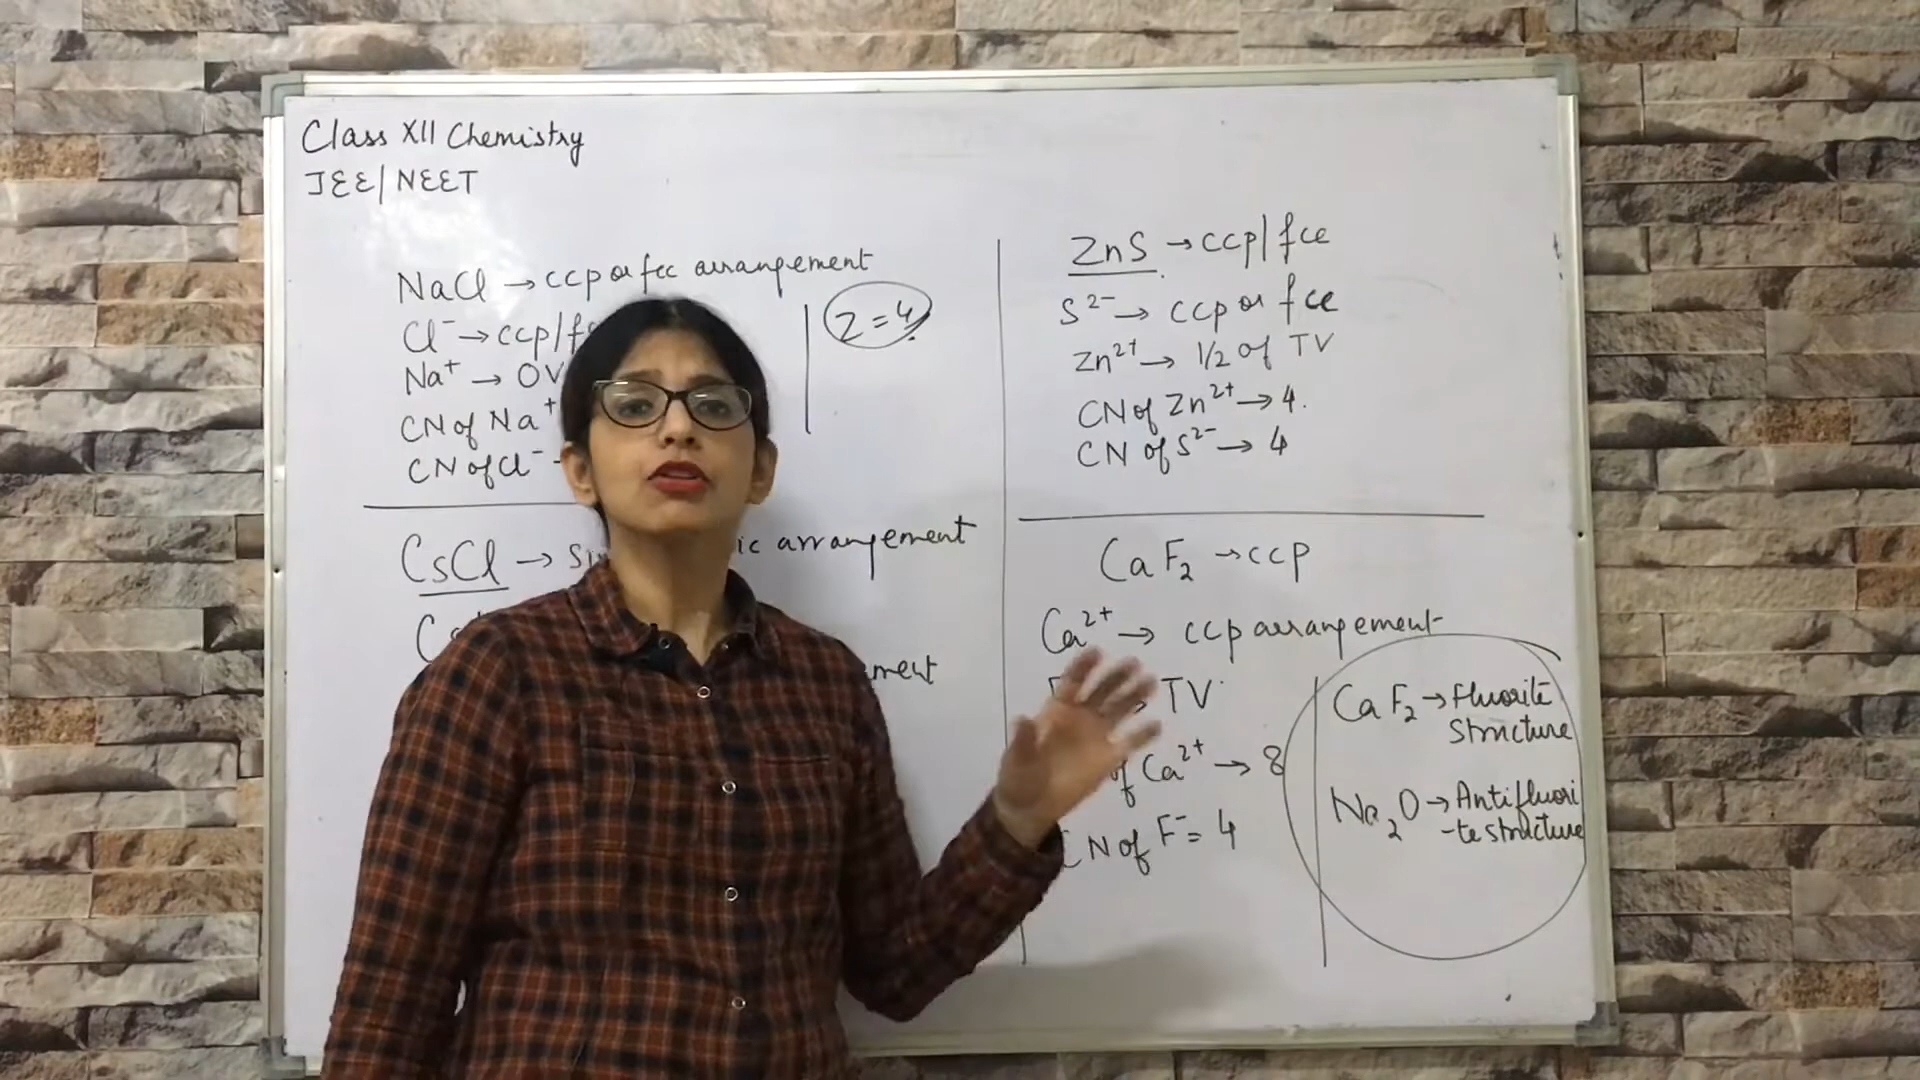 Class XII Chemistry
JEE/NEET
NaCl → ccp or fcc arrangement
Cl⁻ → ccp/f
Na⁺ → OV
CN of Na⁺
CN of Cl⁻
Z=4
CsCl → Si ic arrangement
ment
ZnS → ccp/fcc
S²⁻ → ccp or fcc
Zn²⁺ → 1/2 of TV
CN of Zn²⁺ → 4.
CN of S²⁻ → 4
CaF₂ → ccp
Ca²⁺ → ccp arrangement
TV
of Ca²⁺ → 8
CN of F⁻ = 4
CaF₂ → Fluorite
Structure
Na₂O → Antifluori
-te structure